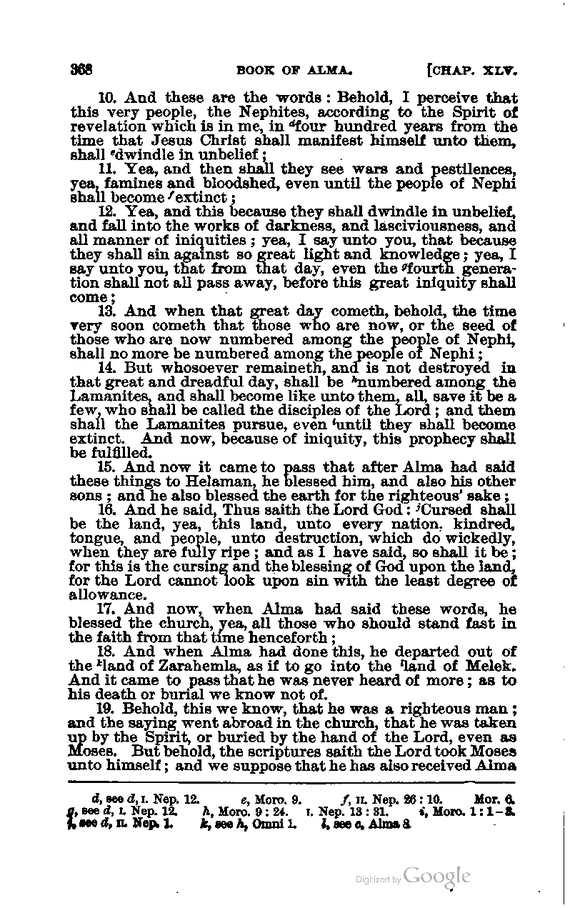 368 BOOK OF ALMA. [CHAP. XLV.
10. And these are the words : Behold, I perceive that
this very people, the Nephites, according to the Spirit of
revelation which is in me, in dfour hundred years from the
time that Jesus Christ shall manifest himself unto them,
shall edwindle in unbelief ;
11. Yea, and then shall they see wars and pestilences,
yea, famines and bloodshed, even until the people of Nephi
shall become fextinct ;
12. Yea, and this because they shall dwindle in unbelief,
and fall into the works of darkness, and lasciviousness, and
all manner of iniquities ; yea, I say unto you, that because
they shall sin against so great light and knowledge ; yea, I
say unto you, that from that day, even the gfourth genera-
tion shall not all pass away, before this great iniquity shall
come ;
13. And when that great day cometh, behold, the time
very soon cometh that those who are now, or the seed of
those who are now numbered among the people of Nephi,
shall no more be numbered among the people of Nephi ;
14. But whosoever remaineth, and is not destroyed in
that great and dreadful day, shall be hnumbered among the
Lamanites, and shall become like unto them, all, save it be a
few, who shall be called the disciples of the Lord ; and them
shall the Lamanites pursue, even iuntil they shall become
extinct. And now, because of iniquity, this prophecy shall
be fulfilled.
15. And now it came to pass that after Alma had said
these things to Helaman, he blessed him, and also his other
sons ; and he also blessed the earth for the righteous' sake ;
16. And he said, Thus saith the Lord God : jCursed shall
be the land, yea, this land, unto every nation, kindred,
tongue, and people, unto destruction, which do wickedly,
when they are fully ripe ; and as I have said, so shall it be ;
for this is the cursing and the blessing of God upon the land,
for the Lord cannot look upon sin with the least degree of
allowance.
17. And now, when Alma had said these words, he
blessed the church, yea, all those who should stand fast in
the faith from that time henceforth ;
18. And when Alma had done this, he departed out of
the kland of Zarahemla, as if to go into the lland of Melek.
And it came to pass that he was never heard of more ; as to
his death or burial we know not of.
19. Behold, this we know, that he was a righteous man ;
and the saying went abroad in the church, that he was taken
up by the Spirit, or buried by the hand of the Lord, even as
Moses. But behold, the scriptures saith the Lord took Moses
unto himself ; and we suppose that he has also received Alma
d, see d, I. Nep. 12. e, Moro. 9. f, II. Nep. 26 : 10. Mor. 6.
g, see d, I. Nep. 12. h, Moro. 9 : 24. I. Nep. 13 : 31. i, Moro. 1 : 1-3.
j, see d, II. Nep. 1. k, see h, Omni 1. l, see c, Alma 8
Digitized by Google